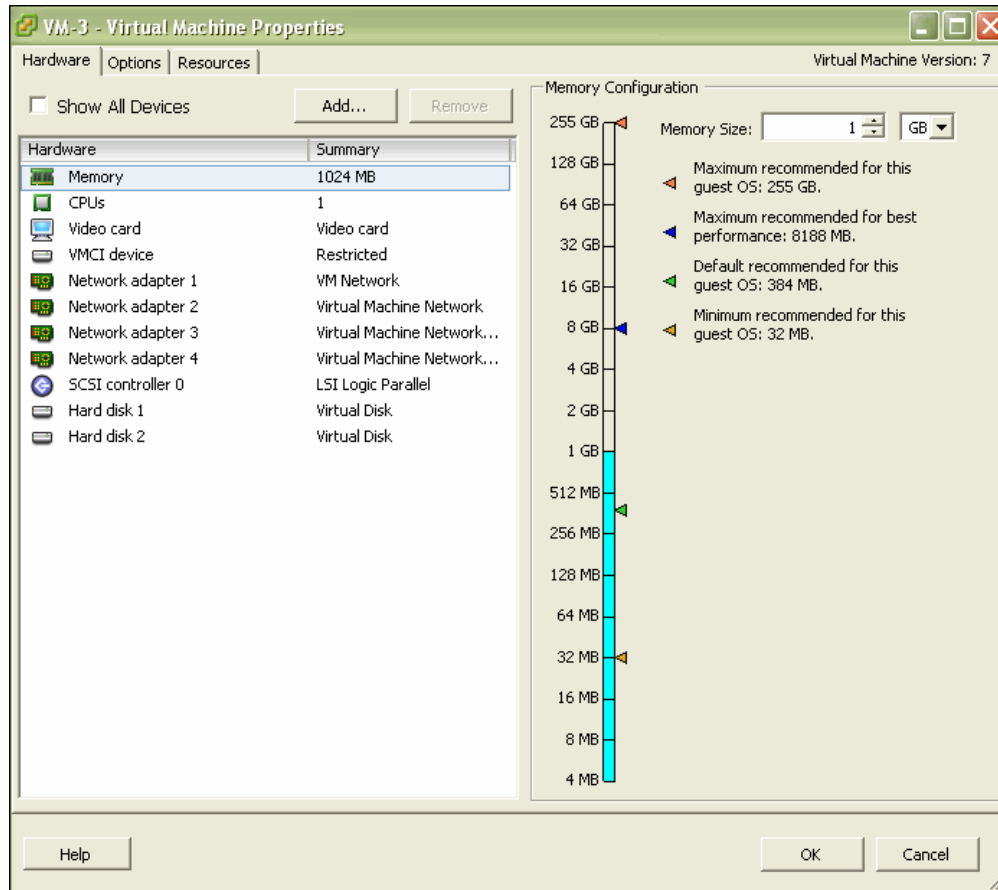 VM-3 - Virtual Machine Properties
Hardware Options Resources
Virtual Machine Version: 7
Show All Devices
Add...
Remove
Hardware Summary
Memory 1024 MB
CPUs 1
Video card Video card
VMCI device Restricted
Network adapter 1 VM Network
Network adapter 2 Virtual Machine Network
Network adapter 3 Virtual Machine Network...
Network adapter 4 Virtual Machine Network...
SCSI controller 0 LSI Logic Parallel
Hard disk 1 Virtual Disk
Hard disk 2 Virtual Disk
Memory Configuration
255 GB
128 GB
64 GB
32 GB
16 GB
8 GB
4 GB
2 GB
1 GB
512 MB
256 MB
128 MB
64 MB
32 MB
16 MB
8 MB
4 MB
Memory Size: 1 GB
Maximum recommended for this
guest OS: 255 GB.
Maximum recommended for best
performance: 8188 MB.
Default recommended for this
guest OS: 384 MB.
Minimum recommended for this
guest OS: 32 MB.
Help
OK
Cancel